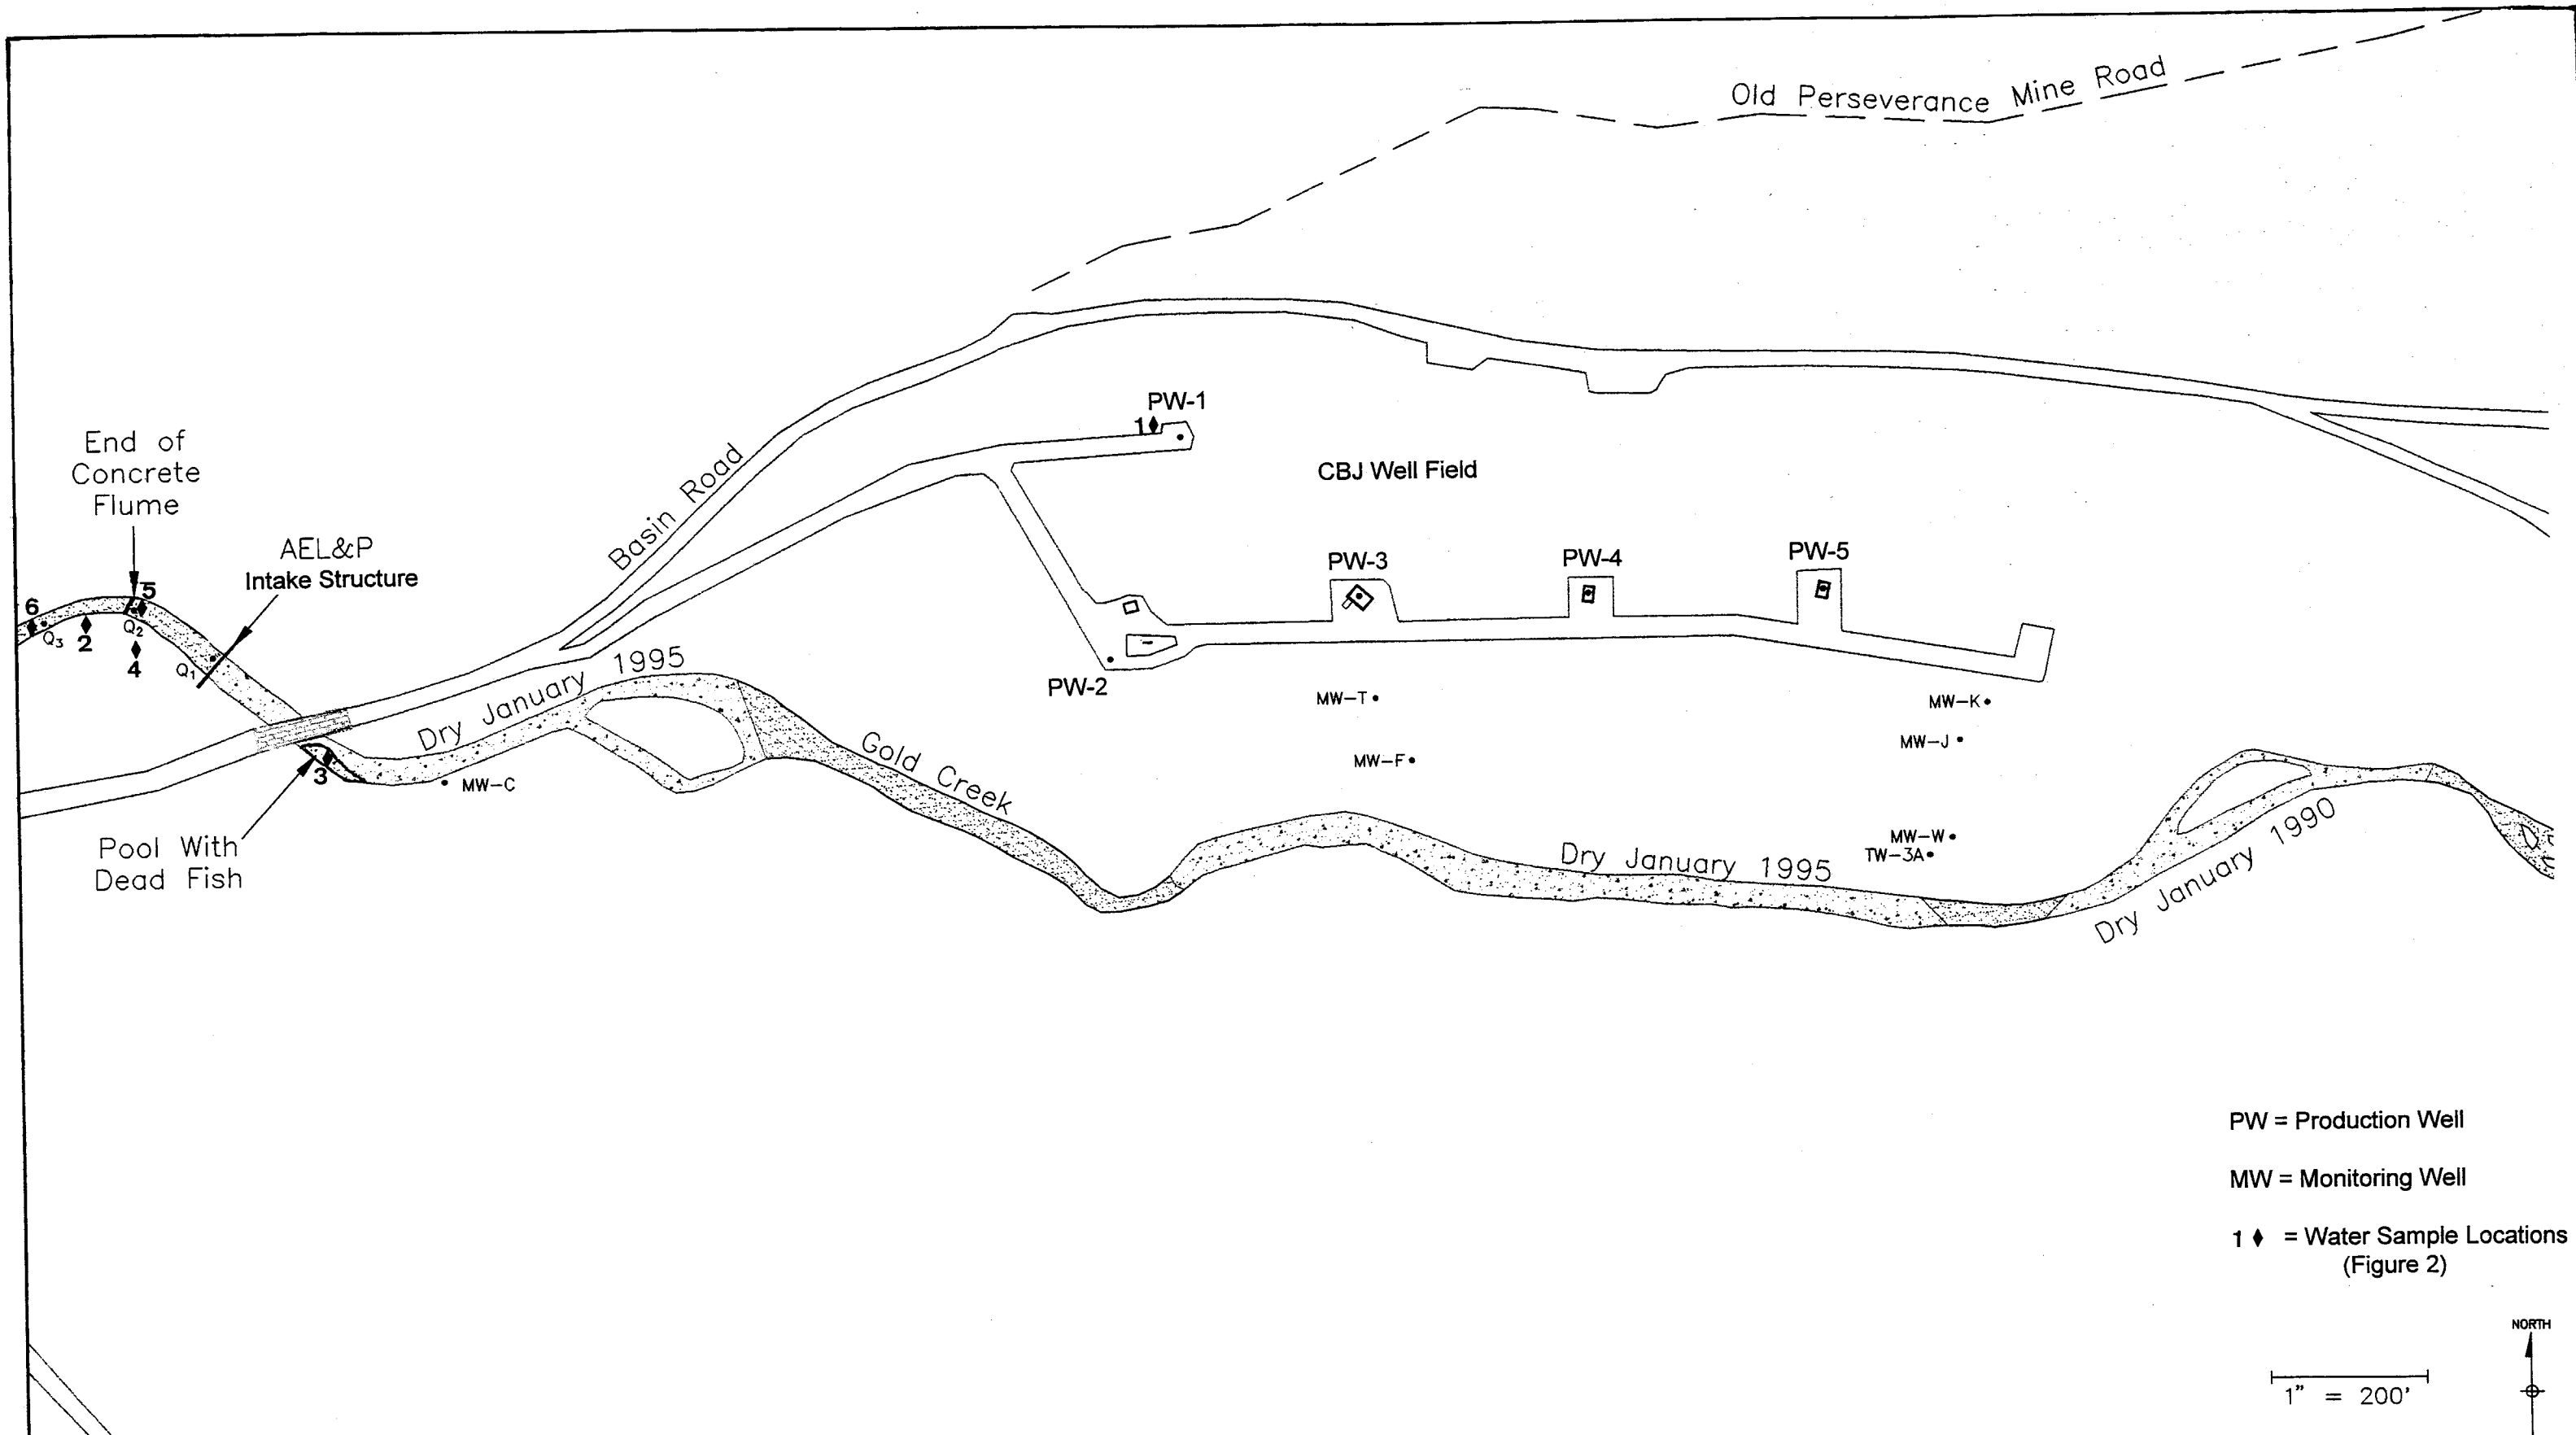 Old Perseverance Mine Road
PW-1
1
End of
Concrete
Flume
Basin Road
CBJ Well Field
AEL&P
Intake Structure
PW-3
PW-4
PW-5
5
6
Q3
2
Q2
4
Q1
Dry January 1995
PW-2
MW-T
MW-K
MW-J
Gold Creek
MW-F
3
MW-C
Pool With
Dead Fish
MW-W
TW-3A
Dry January 1995
Dry January 1990
PW = Production Well
MW = Monitoring Well
1 ♦ = Water Sample Locations
(Figure 2)
NORTH
1" = 200'